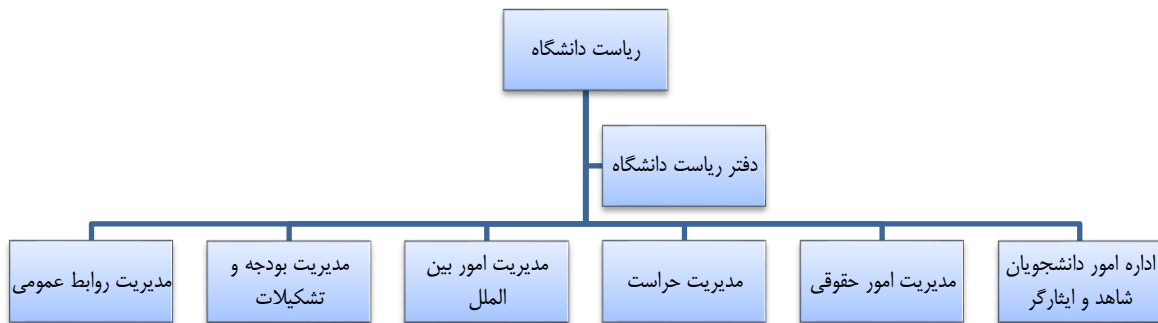 ریاست دانشگاه
دفتر ریاست دانشگاه
اداره امور دانشجویان
شاهد و ایثارگر
مدیریت امور حقوقی
مدیریت حراست
مدیریت امور بین
الملل
مدیریت بودجه و
تشکیلات
مدیریت روابط عمومی